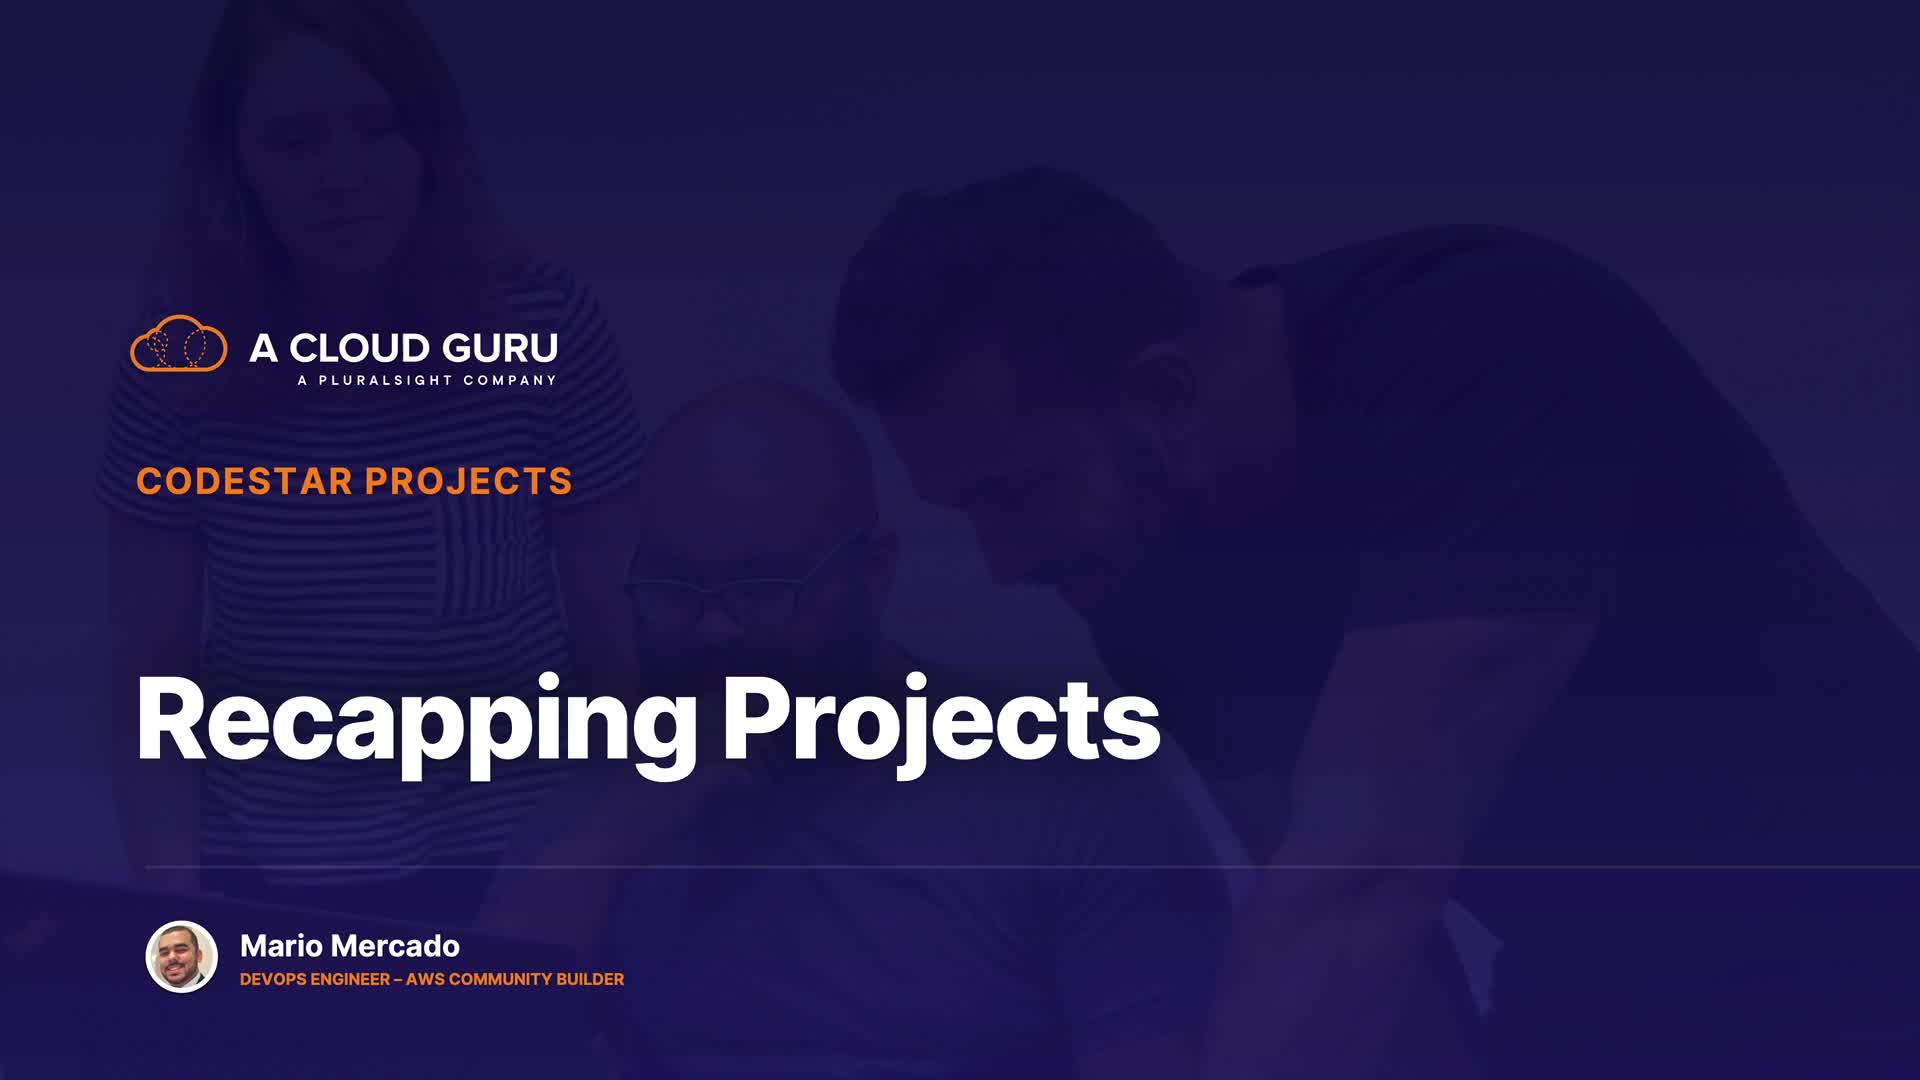 A CLOUD GURU
A PLURALSIGHT COMPANY
CODESTAR PROJECTS
Recapping Projects
Mario Mercado
DEVOPS ENGINEER – AWS COMMUNITY BUILDER